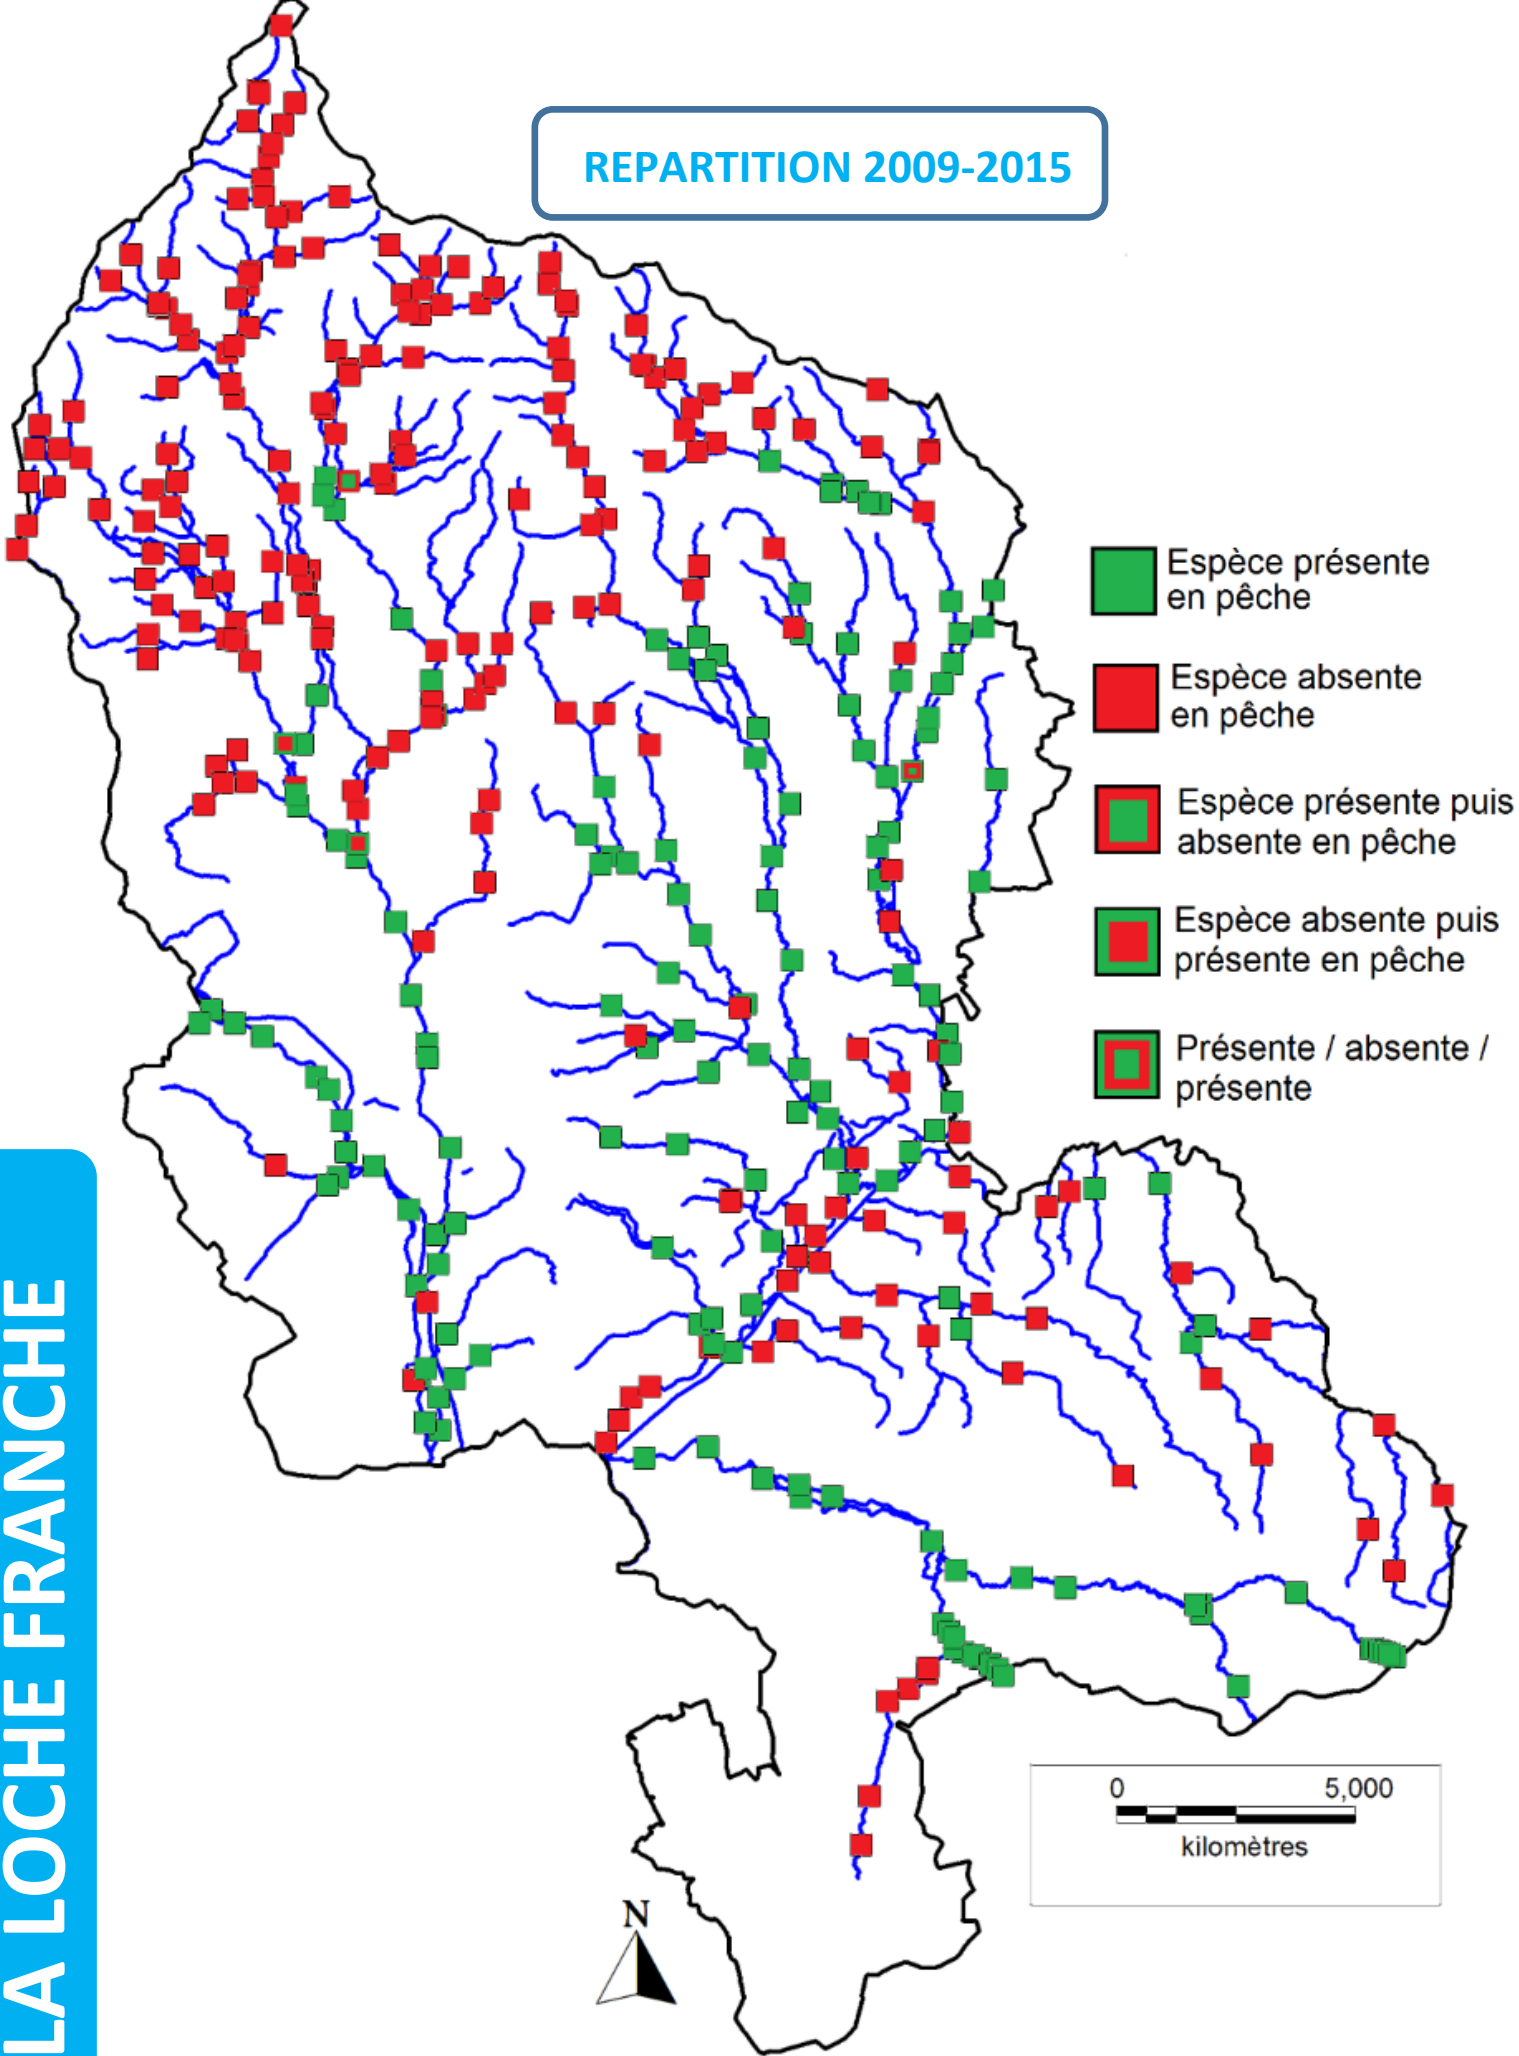 REPARTITION 2009-2015
Espèce présente
en pêche
Espèce absente
en pêche
Espèce présente puis
absente en pêche
Espèce absente puis
présente en pêche
Présente / absente /
présente
LA LOCHE FRANCHE
0 5,000
kilomètres
N